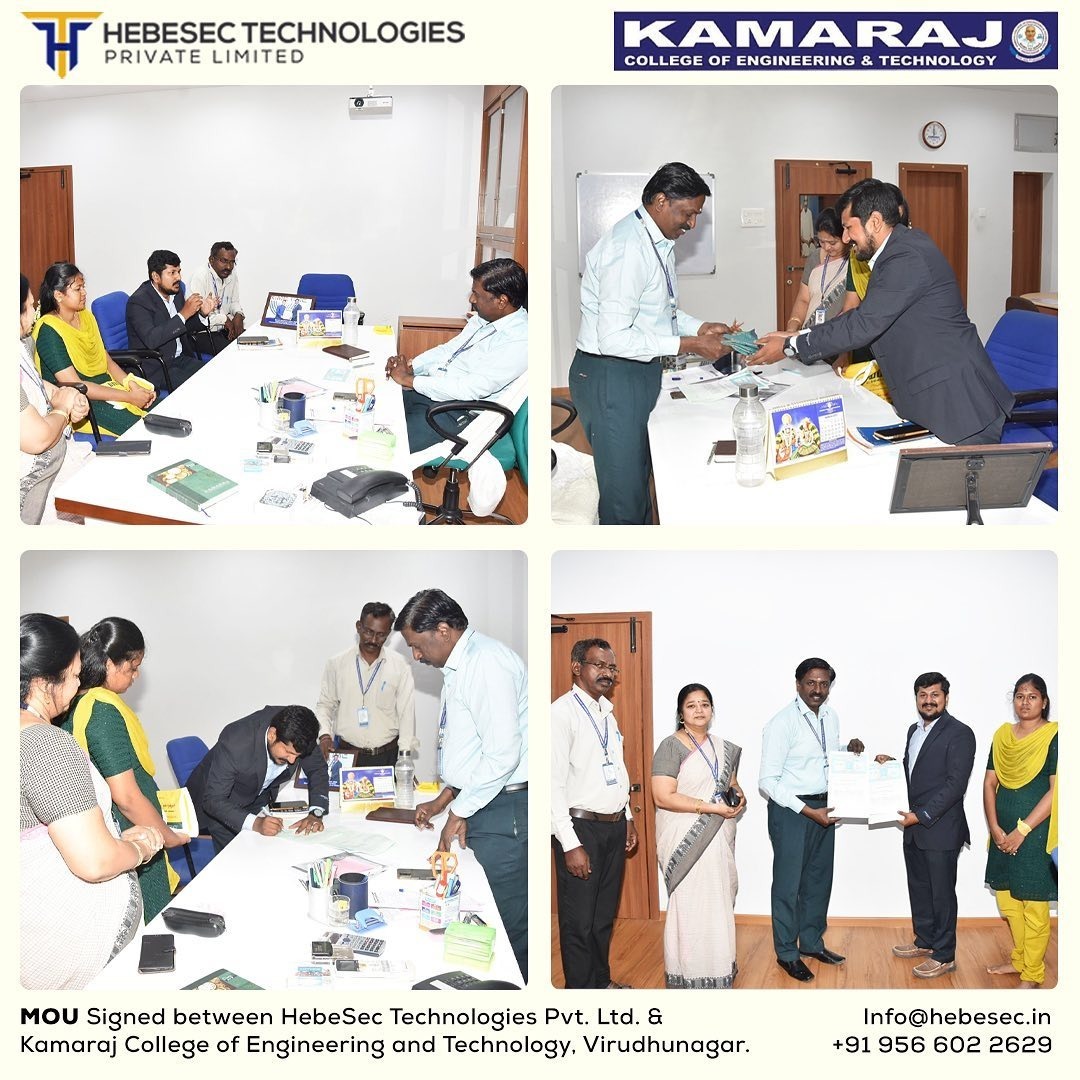 HEBESEC TECHNOLOGIES
PRIVATE LIMITED
KAMARAJ
COLLEGE OF ENGINEERING & TECHNOLOGY
KAMARAJ
MOU Signed between HebeSec Technologies Pvt. Ltd. &
Kamaraj College of Engineering and Technology, Virudhunagar.
Info@hebesec.in
+91 956 602 2629